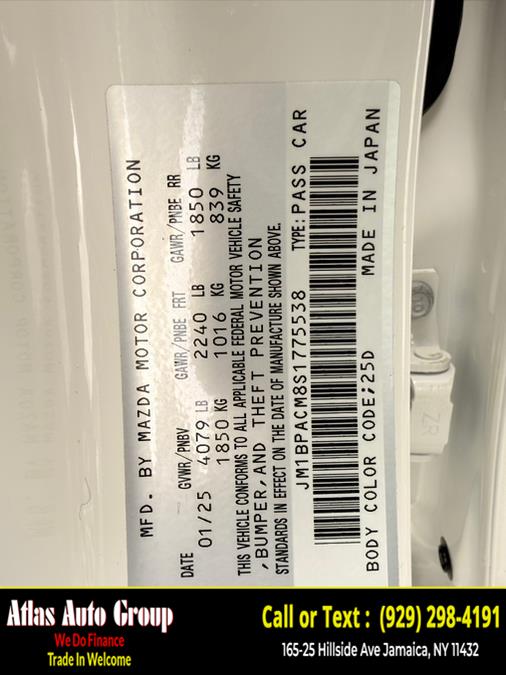 MFD. BY MAZDA MOTOR CORPORATION
DATE GVWR/PNBV GAWR/PNBE FRT GAWR/PNBE RR
01/25 4079 LB 2240 LB 1850 LB
1850 KG 1016 KG 839 KG
THIS VEHICLE CONFORMS TO ALL APPLICABLE FEDERAL MOTOR VEHICLE SAFETY
,BUMPER,AND THEFT PREVENTION
STANDARDS IN EFFECT ON THE DATE OF MANUFACTURE SHOWN ABOVE.
JM1BPACM8S1775538 TYPE: PASS CAR
BODY COLOR CODE;25D MADE IN JAPAN
ZR
Atlas Auto Group
We Do Finance
Trade In Welcome
Call or Text : (929) 298-4191
165-25 Hillside Ave Jamaica, NY 11432